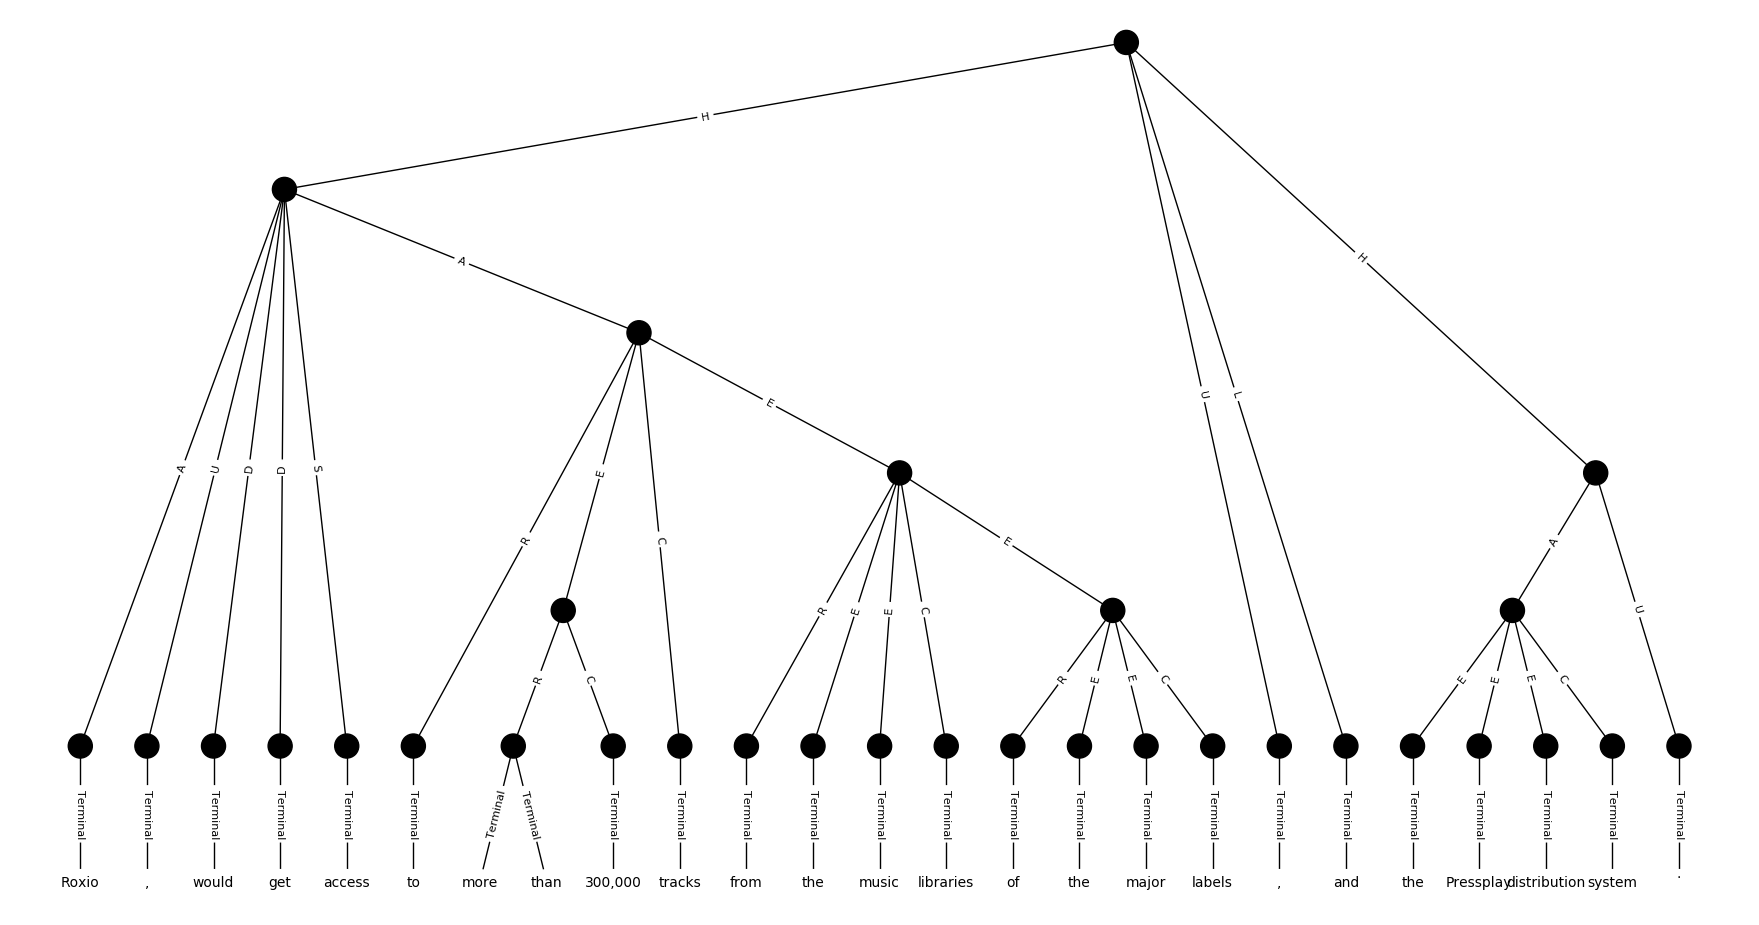 H
H
A
U
L
E
A
U
D
D
S
E
R
C
E
A
R
E
E
C
U
R
C
R
E
E
C
E
E
E
C
Terminal Terminal Terminal Terminal Terminal Terminal Terminal Terminal Terminal Terminal Terminal Terminal Terminal Terminal Terminal Terminal Terminal Terminal Terminal Terminal Terminal Terminal Terminal Terminal Terminal
Roxio , would get access to more than 300,000 tracks from the music libraries of the major labels , and the Pressplay distribution system .